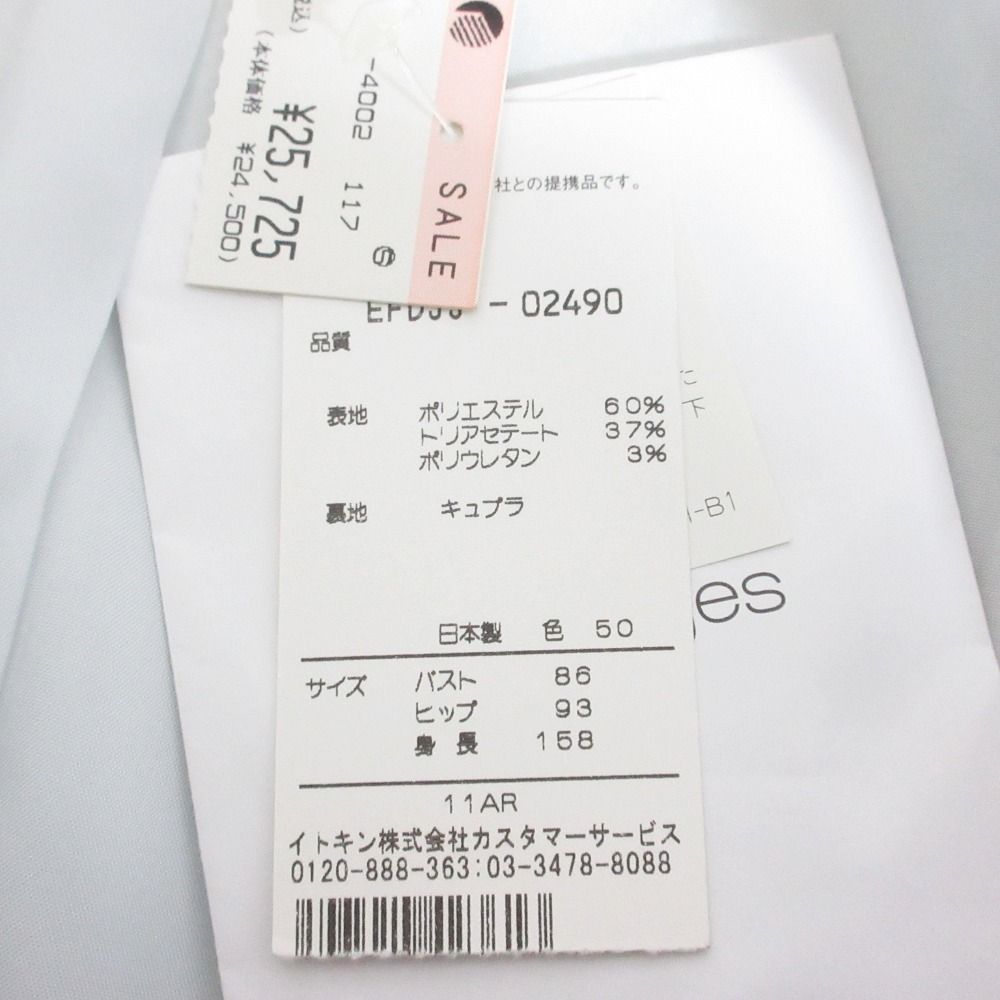 SALE
-4002 117 S
¥25,725
(本体価格 ¥24,500)
社との提携品です。
-02490
品質
表地 ポリエステル 60%
トリアセテート 37%
ポリウレタン 3%
裏地 キュプラ
日本製 色 50
サイズ バスト 86
ヒップ 93
身長 158
11AR
イトキン株式会社カスタマーサービス
0120-888-363:03-3478-8088
た
下
-B1
es